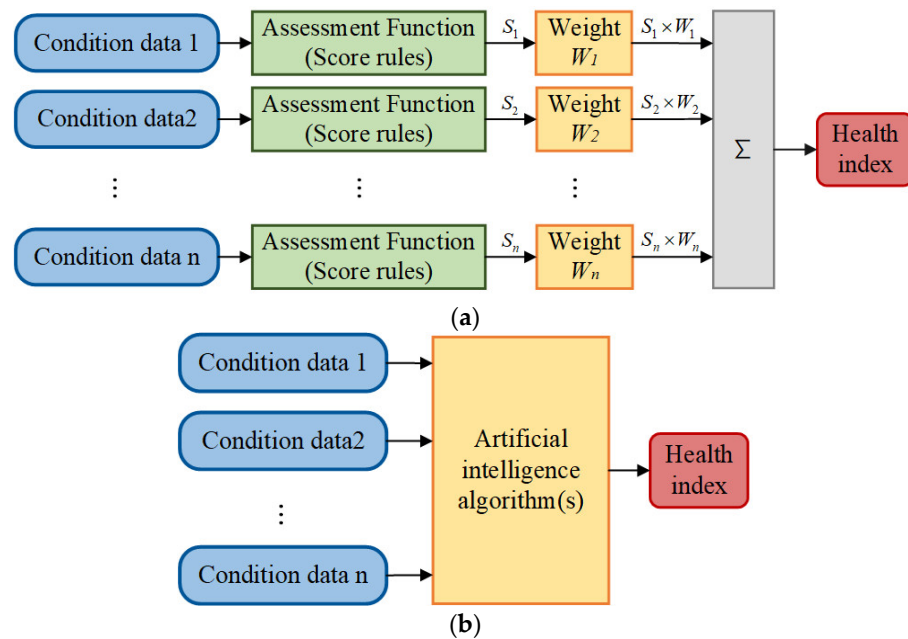 Condition data 1
Assessment Function
(Score rules)
S₁
Weight
W₁
S₁ × W₁
Condition data2
Assessment Function
(Score rules)
S₂
Weight
W₂
S₂ × W₂
⋮ ⋮ ⋮
Σ
Health
index
Condition data n
Assessment Function
(Score rules)
Sₙ
Weight
Wₙ
Sₙ × Wₙ
(a)
Condition data 1
Condition data2
⋮
Condition data n
Artificial
intelligence
algorithm(s)
Health
index
(b)